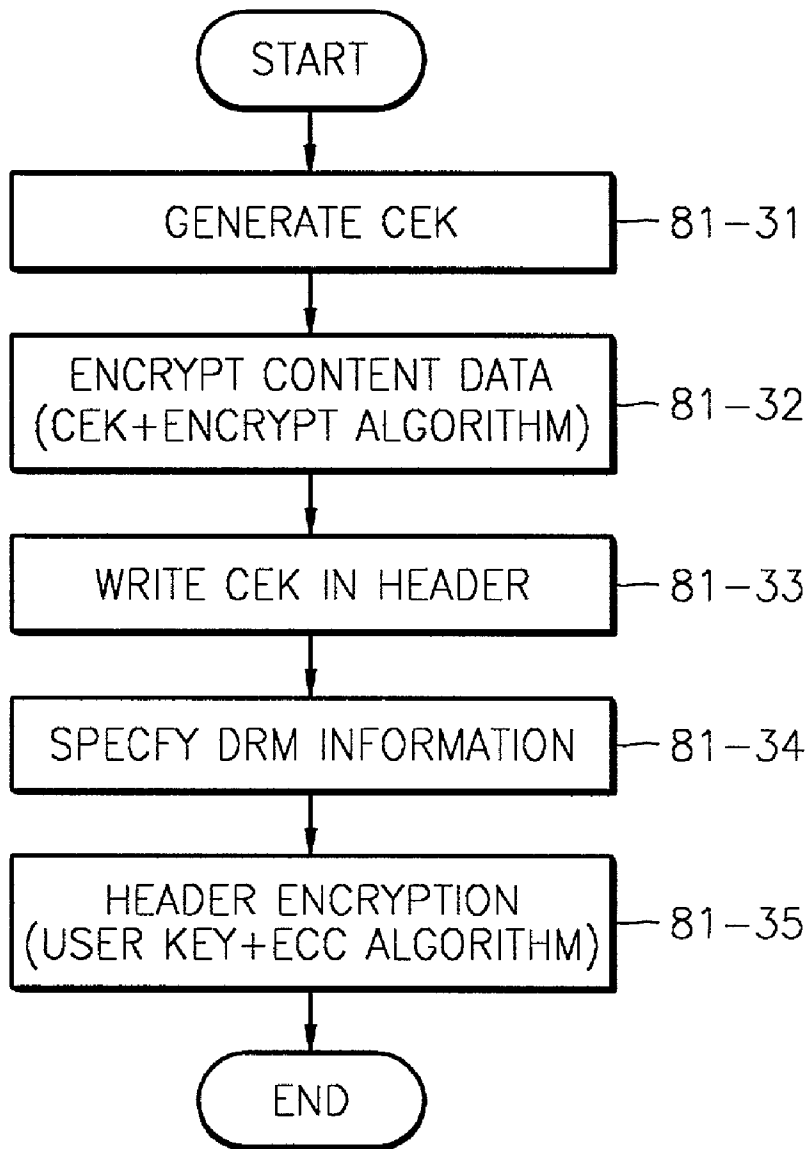 START
GENERATE CEK
81-31
ENCRYPT CONTENT DATA
(CEK+ENCRYPT ALGORITHM)
81-32
WRITE CEK IN HEADER
81-33
SPECFY DRM INFORMATION
81-34
HEADER ENCRYPTION
(USER KEY+ECC ALGORITHM)
81-35
END